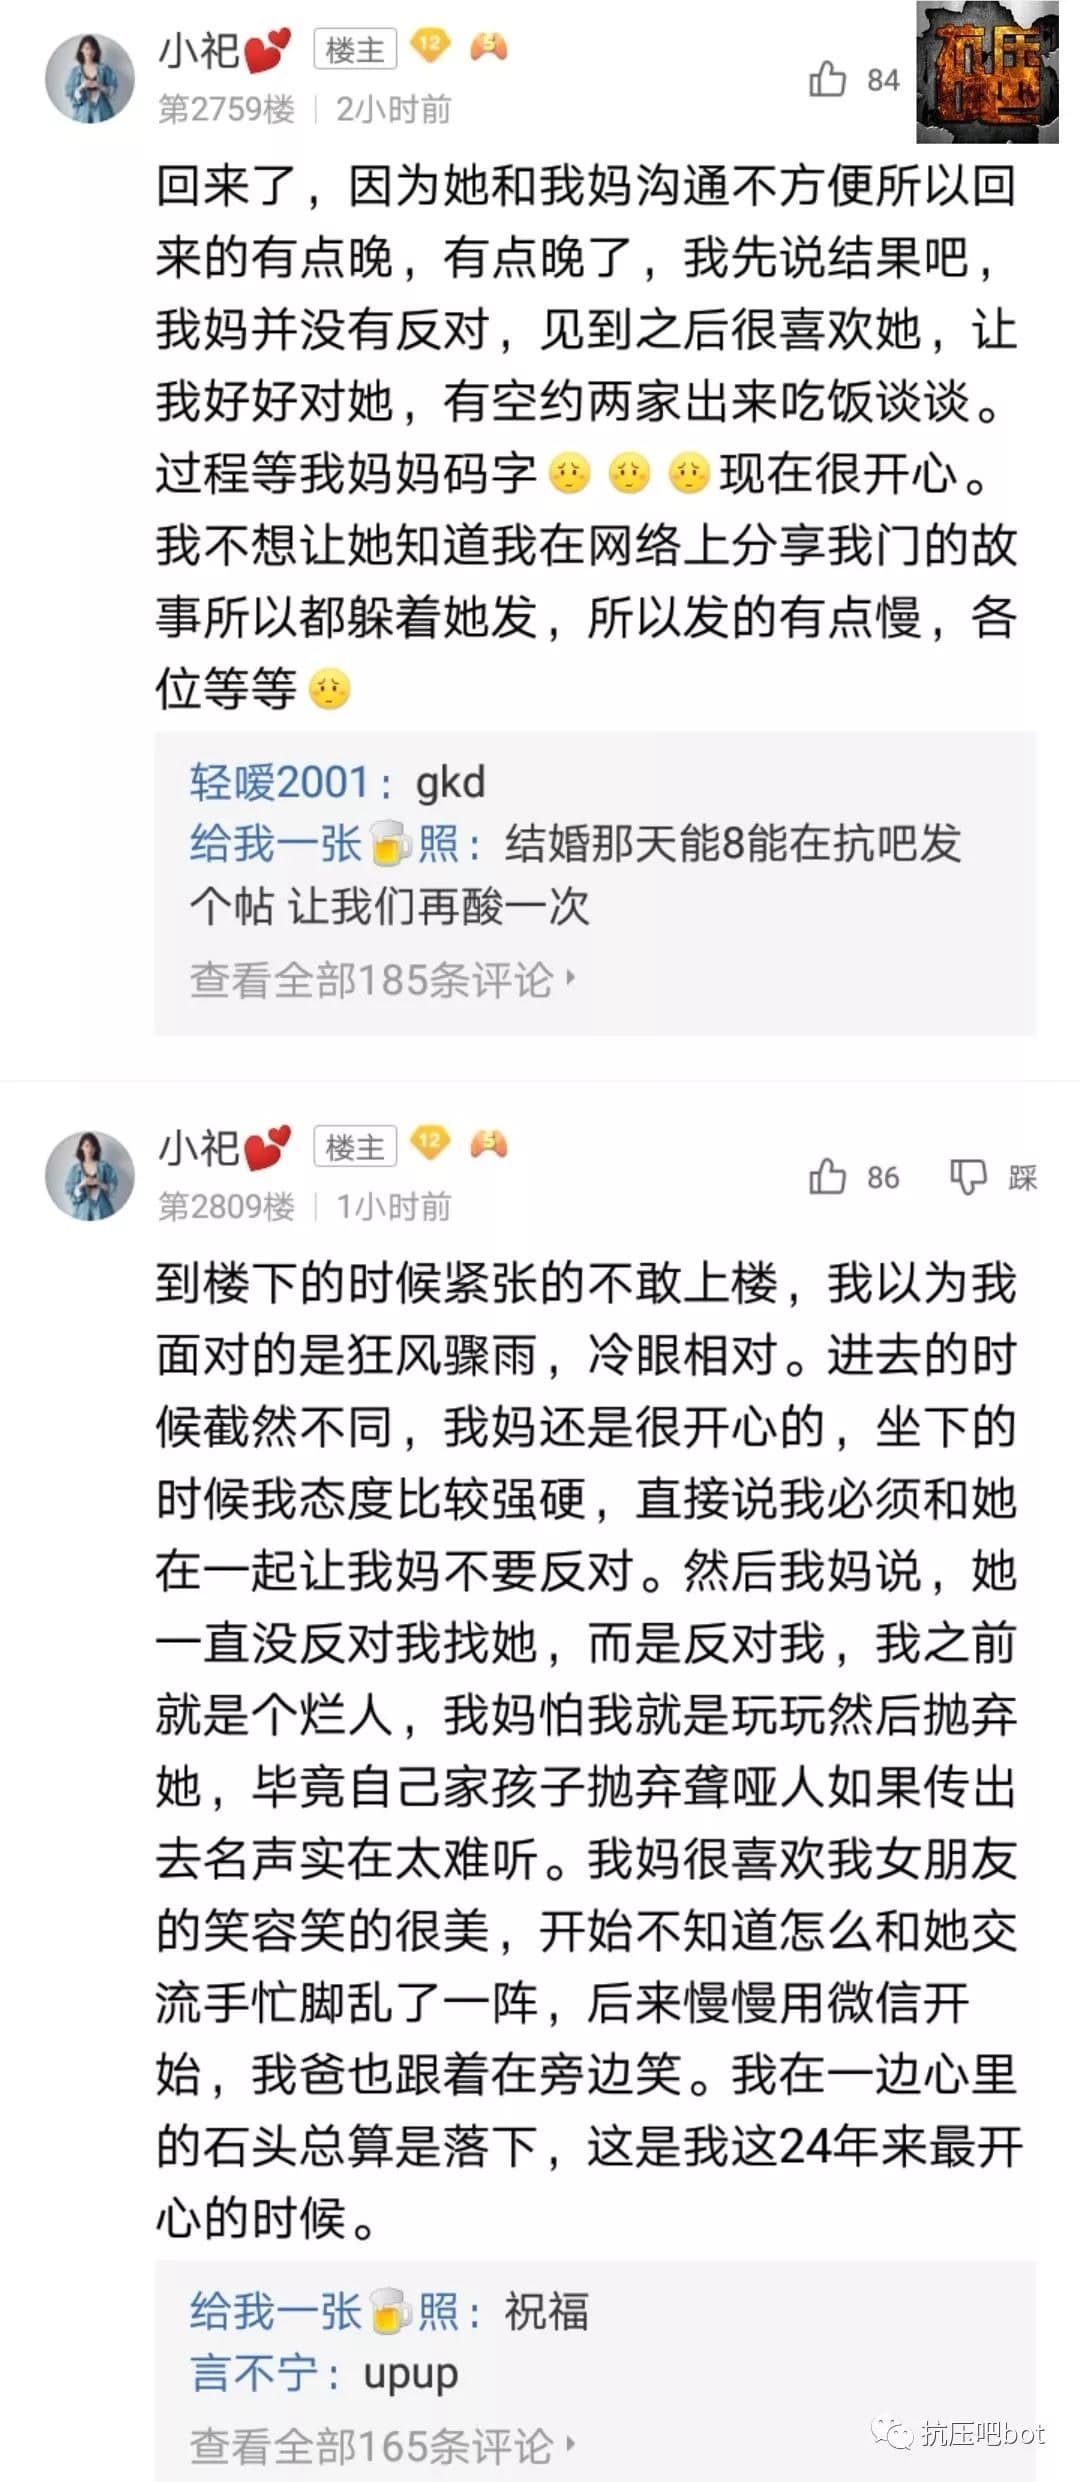 小祀💕 楼主 12 5
84
抗压吧
第2759楼 | 2小时前
回来了，因为她和我妈沟通不方便所以回
来的有点晚，有点晚了，我先说结果吧，
我妈并没有反对，见到之后很喜欢她，让
我好好对她，有空约两家出来吃饭谈谈。
过程等我妈妈码字😔😔😔现在很开心。
我不想让她知道我在网络上分享我门的故
事所以都躲着她发，所以发的有点慢，各
位等等😔
轻嗳2001：gkd
给我一张🍺照：结婚那天能8能在抗吧发
个帖 让我们再酸一次
查看全部185条评论
小祀💕 楼主 12 5
86 踩
第2809楼 | 1小时前
到楼下的时候紧张的不敢上楼，我以为我
面对的是狂风骤雨，冷眼相对。进去的时
候截然不同，我妈还是很开心的，坐下的
时候我态度比较强硬，直接说我必须和她
在一起让我妈不要反对。然后我妈说，她
一直没反对我找她，而是反对我，我之前
就是个烂人，我妈怕我就是玩玩然后抛弃
她，毕竟自己家孩子抛弃聋哑人如果传出
去名声实在太难听。我妈很喜欢我女朋友
的笑容笑的很美，开始不知道怎么和她交
流手忙脚乱了一阵，后来慢慢用微信开
始，我爸也跟着在旁边笑。我在一边心里
的石头总算是落下，这是我这24年来最开
心的时候。
给我一张🍺照：祝福
言不宁：upup
查看全部165条评论
抗压吧bot